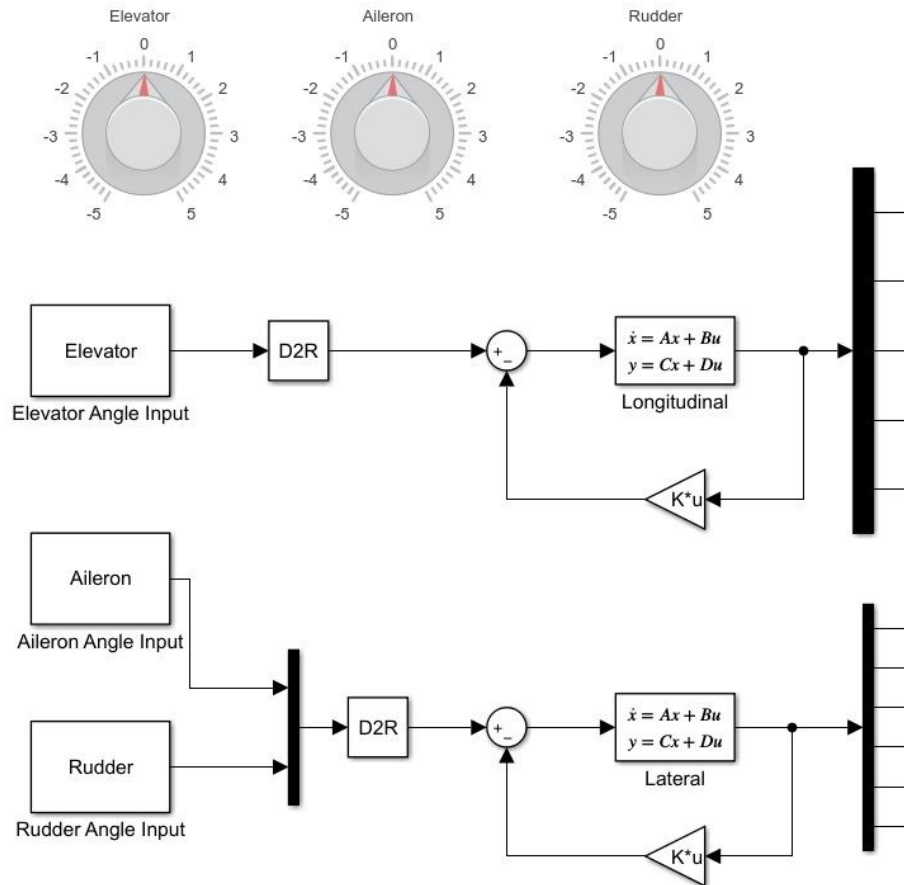 Elevator
Aileron
Rudder
0
-1
1
-2
2
-3
3
-4
4
-5
5
0
-1
1
-2
2
-3
3
-4
4
-5
5
0
-1
1
-2
2
-3
3
-4
4
-5
5
Elevator
Elevator Angle Input
D2R
+
_
ẋ = Ax + Bu
y = Cx + Du
Longitudinal
K*u
Aileron
Aileron Angle Input
Rudder
Rudder Angle Input
D2R
+
_
ẋ = Ax + Bu
y = Cx + Du
Lateral
K*u